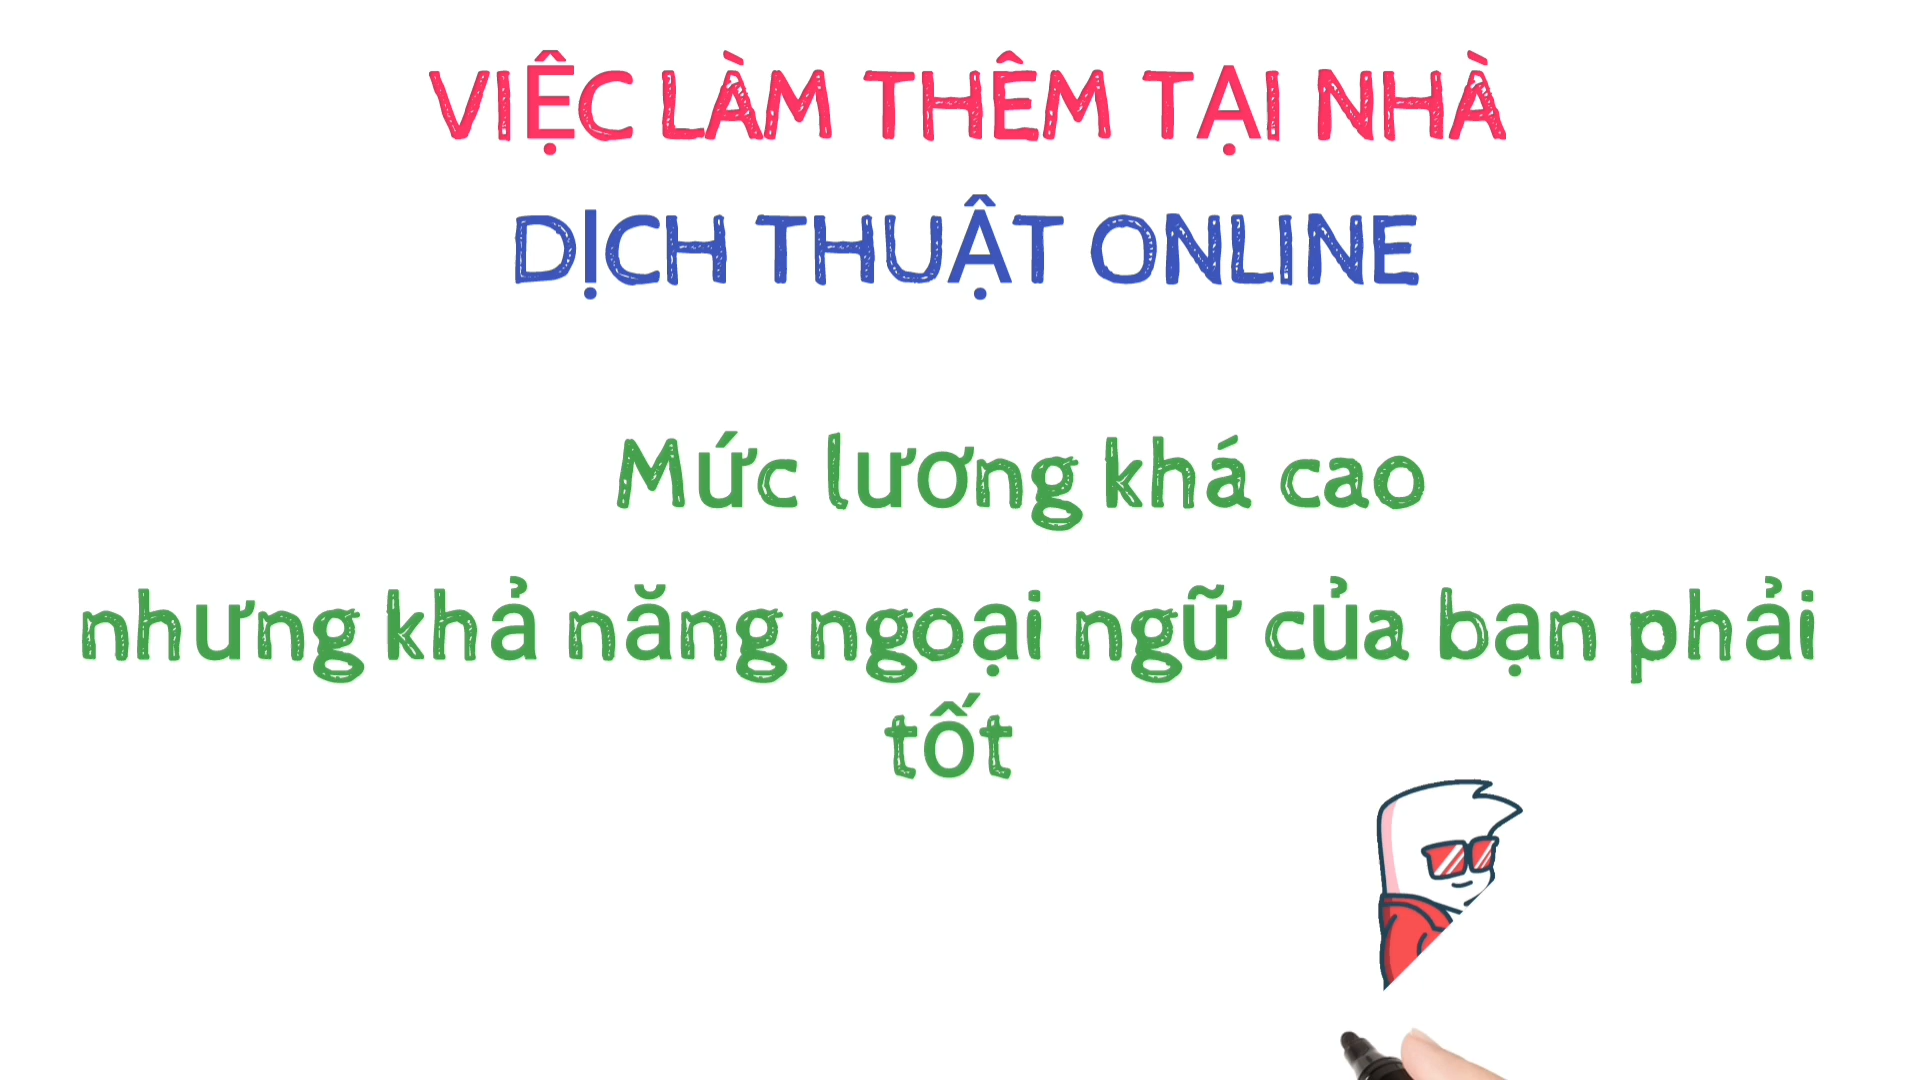 VIỆC LÀM THÊM TẠI NHÀ
DỊCH THUẬT ONLINE
Mức lương khá cao
nhưng khả năng ngoại ngữ của bạn phải
tốt